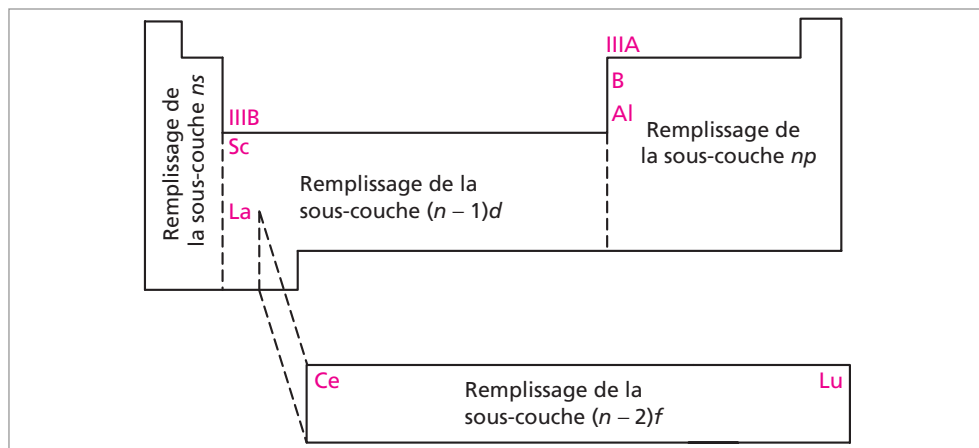 IIIA
B
Al
Remplissage de
la sous-couche ns
IIIB
Sc
Remplissage de
la sous-couche np
Remplissage de la
sous-couche (n – 1)d
La
Ce
Remplissage de la
sous-couche (n – 2)f
Lu